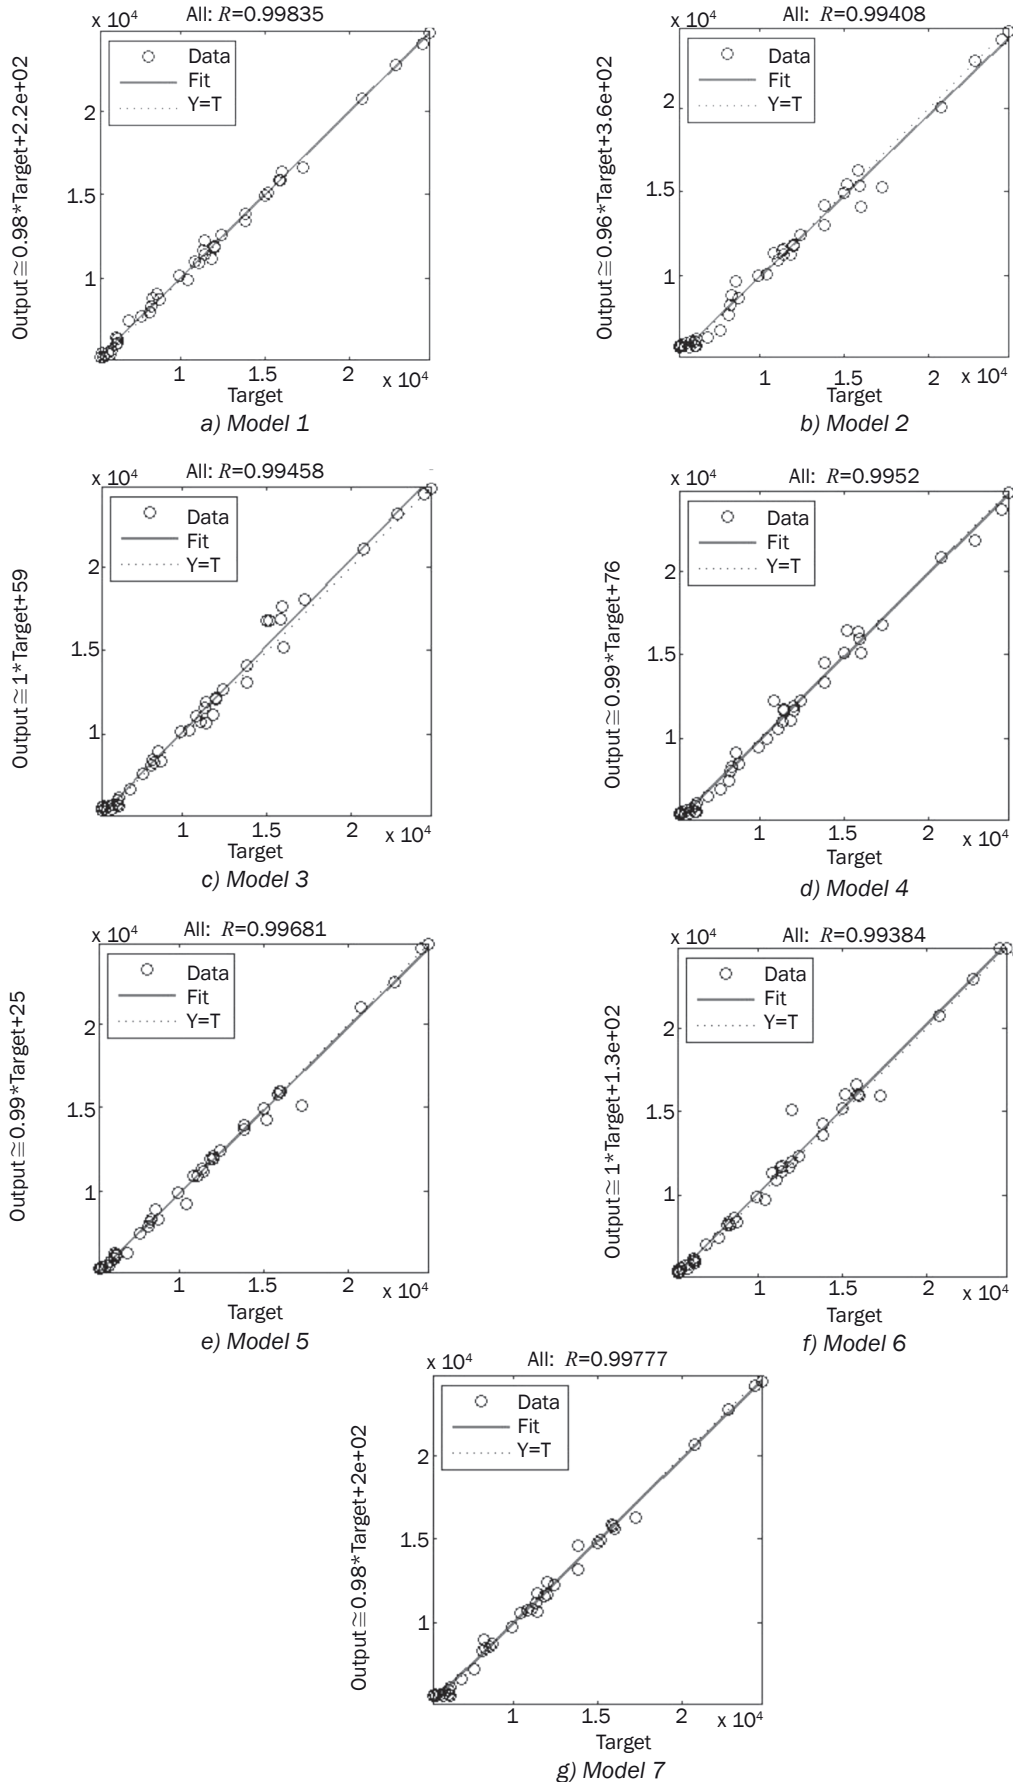 x 10⁴ All: R=0.99835
Output≅0.98*Target+2.2e+02
Data
Fit
Y=T
2
1.5
1
1 1.5 2 x 10⁴
Target
a) Model 1
x 10⁴ All: R=0.99408
Output≅0.96*Target+3.6e+02
Data
Fit
Y=T
2
1.5
1
1 1.5 2 x 10⁴
Target
b) Model 2
x 10⁴ All: R=0.99458
Output≅1*Target+59
Data
Fit
Y=T
2
1.5
1
1 1.5 2 x 10⁴
Target
c) Model 3
x 10⁴ All: R=0.9952
Output≅0.99*Target+76
Data
Fit
Y=T
2
1.5
1
1 1.5 2 x 10⁴
Target
d) Model 4
x 10⁴ All: R=0.99681
Output≅0.99*Target+25
Data
Fit
Y=T
2
1.5
1
1 1.5 2 x 10⁴
Target
e) Model 5
x 10⁴ All: R=0.99384
Output≅1*Target+1.3e+02
Data
Fit
Y=T
2
1.5
1
1 1.5 2 x 10⁴
Target
f) Model 6
x 10⁴ All: R=0.99777
Output≅0.98*Target+2e+02
Data
Fit
Y=T
2
1.5
1
1 1.5 2 x 10⁴
Target
g) Model 7